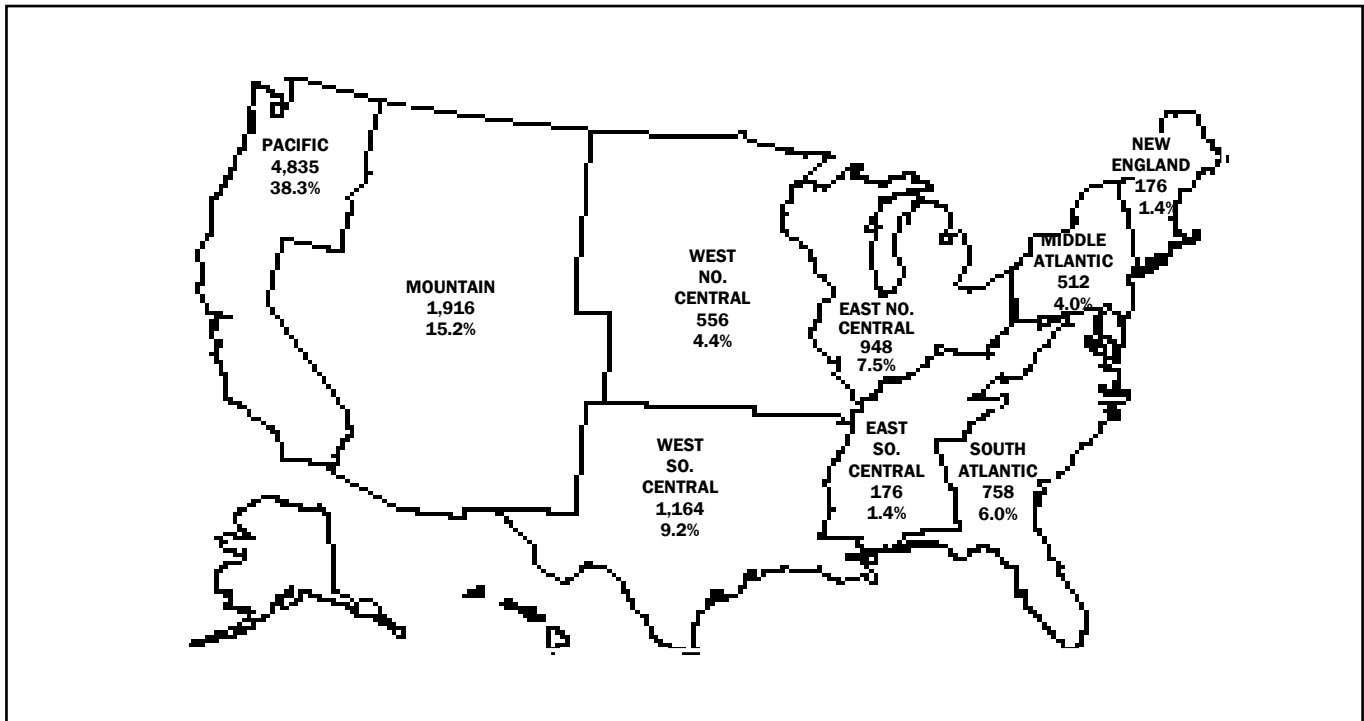 PACIFIC
4,835
38.3%
MOUNTAIN
1,916
15.2%
WEST
NO.
CENTRAL
556
4.4%
EAST NO.
CENTRAL
948
7.5%
NEW
ENGLAND
176
1.4%
MIDDLE
ATLANTIC
512
4.0%
WEST
SO.
CENTRAL
1,164
9.2%
EAST
SO.
CENTRAL
176
1.4%
SOUTH
ATLANTIC
758
6.0%